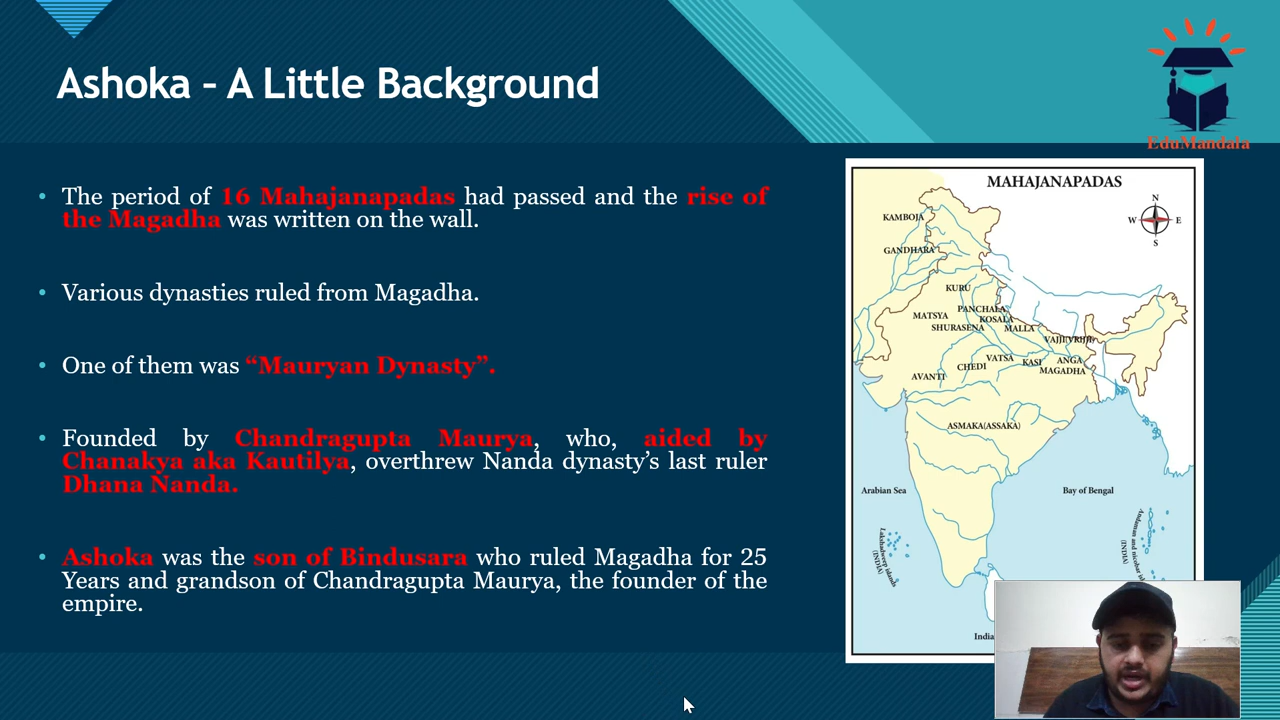 Ashoka – A Little Background
EduMandala
• The period of 16 Mahajanapadas had passed and the rise of
the Magadha was written on the wall.
• Various dynasties ruled from Magadha.
• One of them was “Mauryan Dynasty”.
• Founded by Chandragupta Maurya, who, aided by
Chanakya aka Kautilya, overthrew Nanda dynasty’s last ruler
Dhana Nanda.
• Ashoka was the son of Bindusara who ruled Magadha for 25
Years and grandson of Chandragupta Maurya, the founder of the
empire.
MAHAJANAPADAS
N
W E
S
KAMBOJA
GANDHARA
KURU
PANCHALA
MATSYA
KOSALA
SHURASENA
MALLA
VAJJI(VRIJI)
VATSA
KASI
ANGA
CHEDI
MAGADHA
AVANTI
ASMAKA(ASSAKA)
Arabian Sea
Bay of Bengal
Lakshadweep islands
(INDIA)
Andaman and nicobar
(INDIA)
India